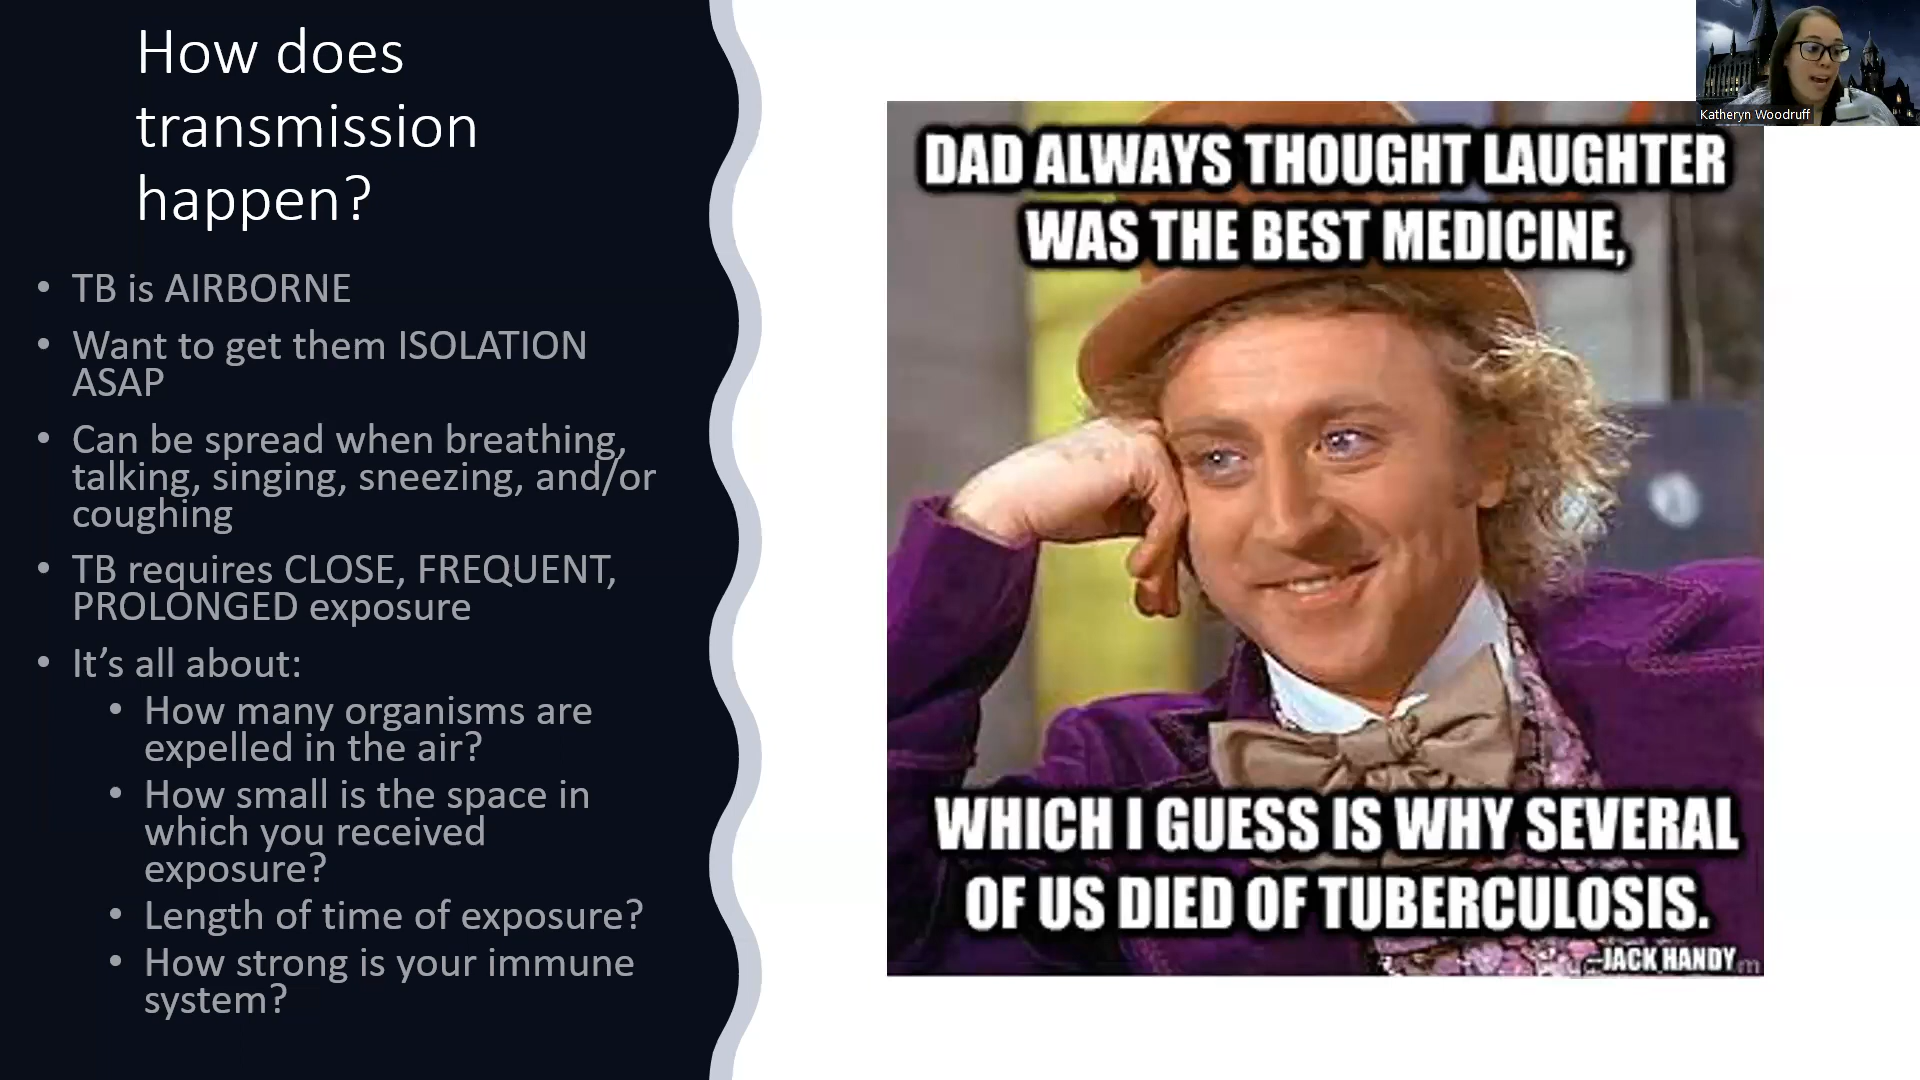 How does
transmission
happen?
• TB is AIRBORNE
• Want to get them ISOLATION
ASAP
• Can be spread when breathing,
talking, singing, sneezing, and/or
coughing
• TB requires CLOSE, FREQUENT,
PROLONGED exposure
• It’s all about:
• How many organisms are
expelled in the air?
• How small is the space in
which you received
exposure?
• Length of time of exposure?
• How strong is your immune
system?
Katheryn Woodruff
DAD ALWAYS THOUGHT LAUGHTER
WAS THE BEST MEDICINE,
WHICH I GUESS IS WHY SEVERAL
OF US DIED OF TUBERCULOSIS.
--JACK HANDY